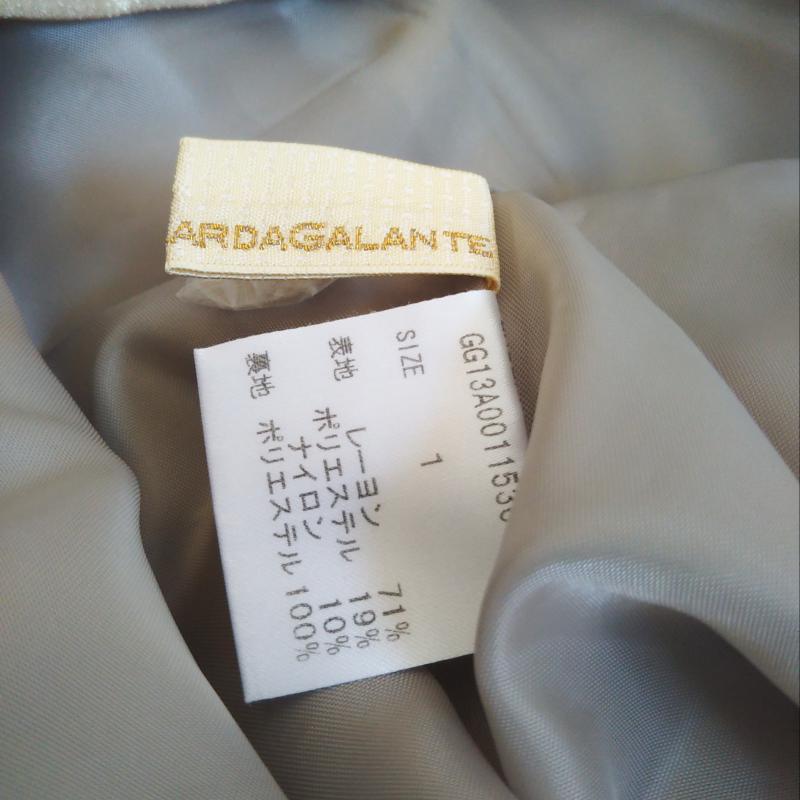 ARDAGALANTE
GG13A001153
SIZE 1
表地 レーヨン 71%
ポリエステル 19%
ナイロン 10%
裏地 ポリエステル 100%